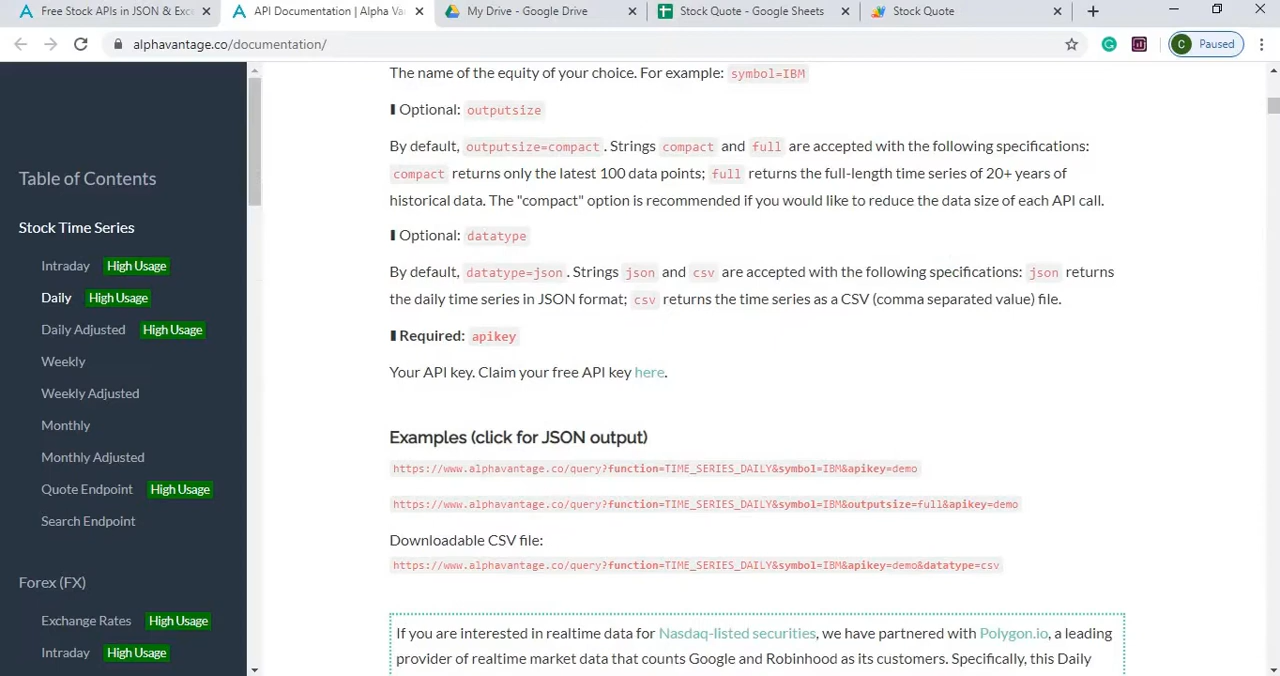 Free Stock APIs in JSON & Exce
API Documentation | Alpha Va
My Drive - Google Drive
Stock Quote - Google Sheets
Stock Quote
alphavantage.co/documentation/
C Paused
Table of Contents
Stock Time Series
Intraday High Usage
Daily High Usage
Daily Adjusted High Usage
Weekly
Weekly Adjusted
Monthly
Monthly Adjusted
Quote Endpoint High Usage
Search Endpoint
Forex (FX)
Exchange Rates High Usage
Intraday High Usage
The name of the equity of your choice. For example: symbol=IBM
Optional: outputsize
By default, outputsize=compact. Strings compact and full are accepted with the following specifications:
compact returns only the latest 100 data points; full returns the full-length time series of 20+ years of
historical data. The "compact" option is recommended if you would like to reduce the data size of each API call.
Optional: datatype
By default, datatype=json. Strings json and csv are accepted with the following specifications: json returns
the daily time series in JSON format; csv returns the time series as a CSV (comma separated value) file.
Required: apikey
Your API key. Claim your free API key here.
Examples (click for JSON output)
https://www.alphavantage.co/query?function=TIME_SERIES_DAILY&symbol=IBM&apikey=demo
https://www.alphavantage.co/query?function=TIME_SERIES_DAILY&symbol=IBM&outputsize=full&apikey=demo
Downloadable CSV file:
https://www.alphavantage.co/query?function=TIME_SERIES_DAILY&symbol=IBM&apikey=demo&datatype=csv
If you are interested in realtime data for Nasdaq-listed securities, we have partnered with Polygon.io, a leading
provider of realtime market data that counts Google and Robinhood as its customers. Specifically, this Daily